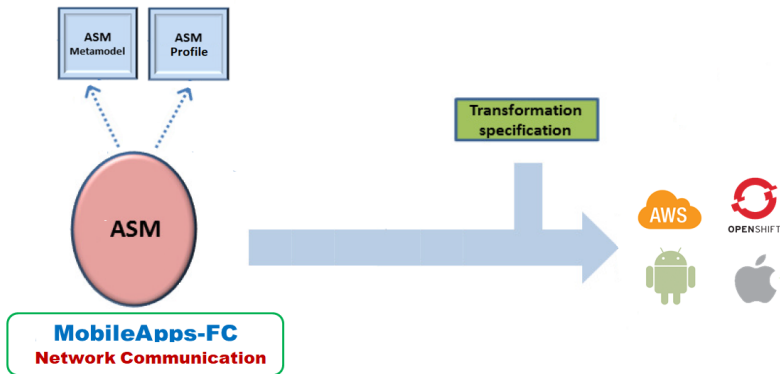 ASM
Metamodel
ASM
Profile
Transformation
specification
ASM
AWS
OPENSHIFT
MobileApps-FC
Network Communication